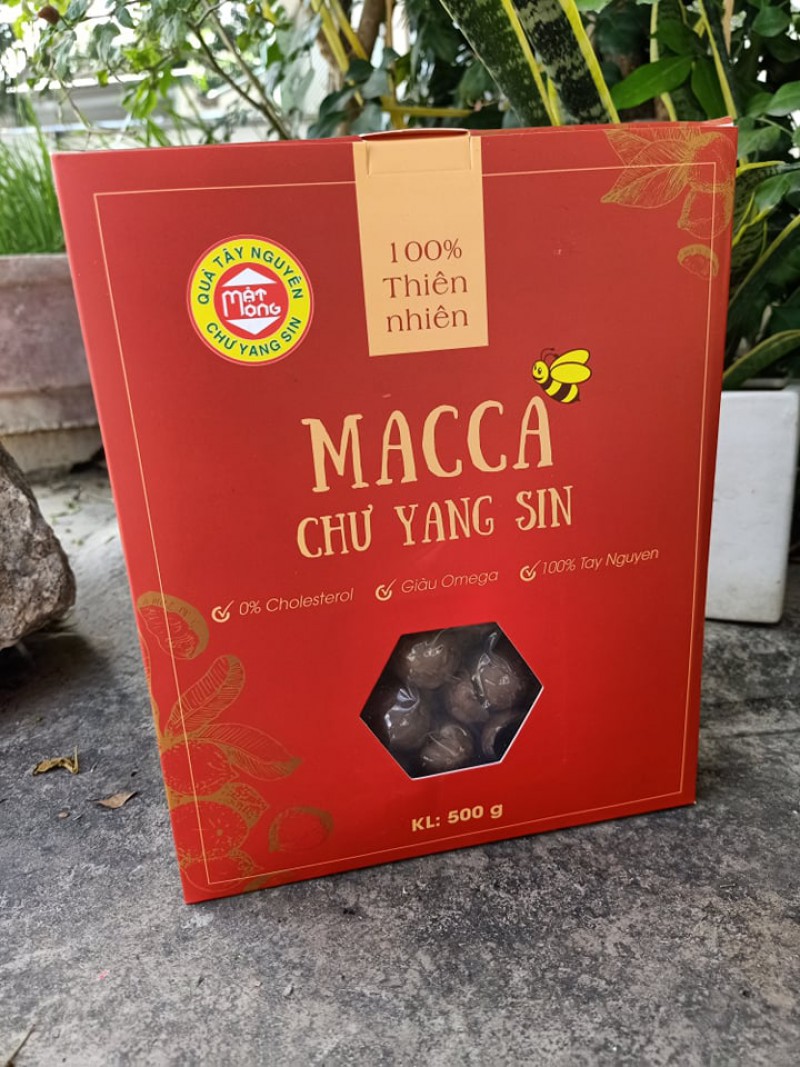 100%
Thiên
nhiên
QUÀ TÂY NGUYÊN
MẬT
ONG
CHƯ YANG SIN
MACCA
CHƯ YANG SIN
0% Cholesterol Giàu Omega 100% Tay Nguyen
KL: 500 g